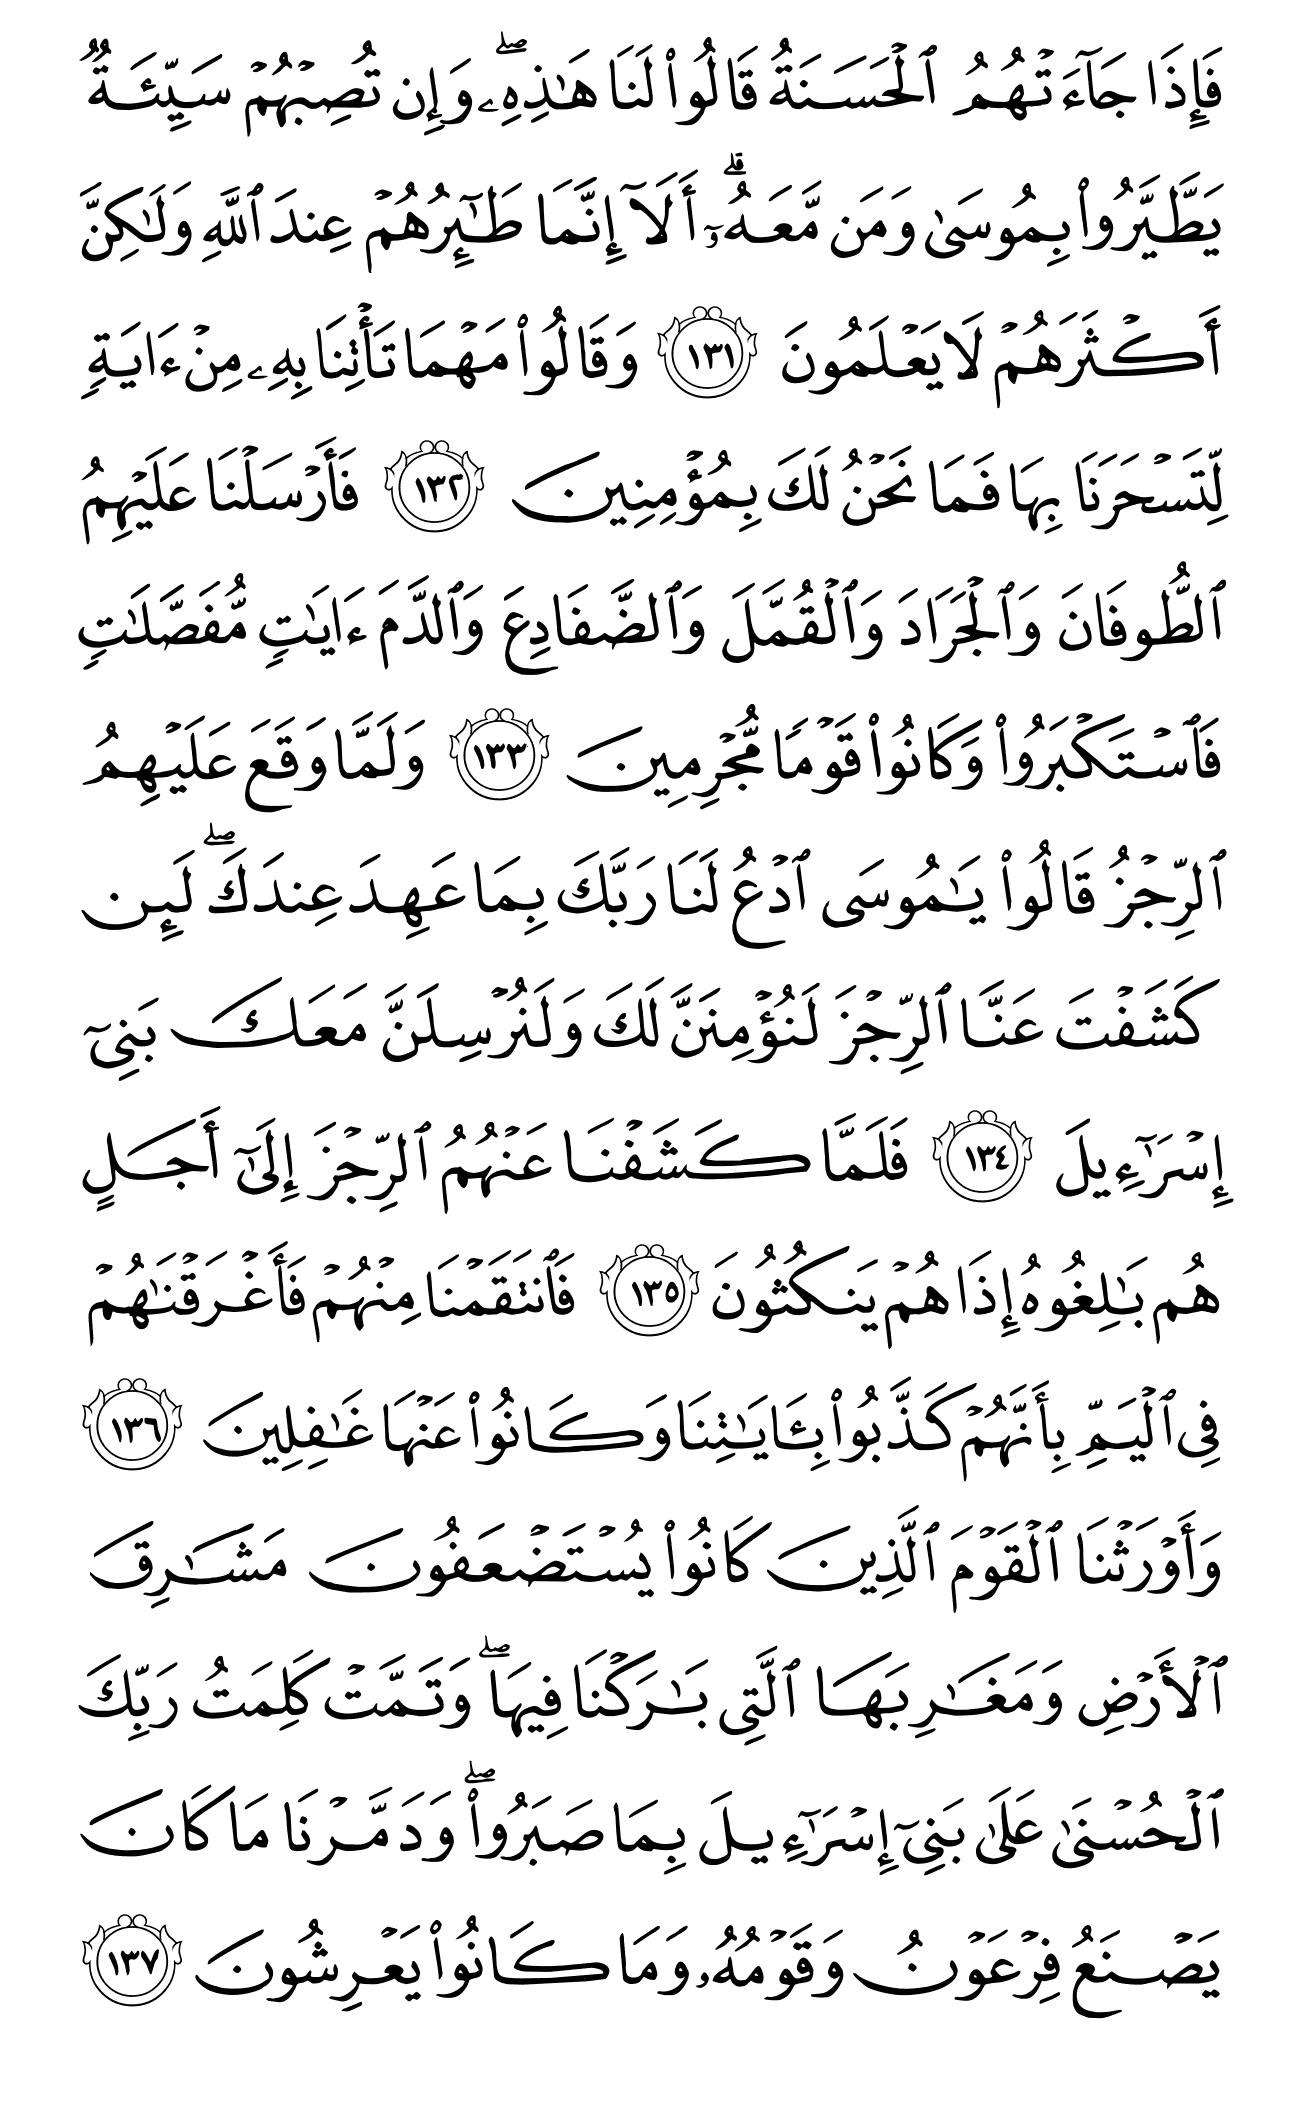 فَإِذَا جَآءَتْهُمُ ٱلْحَسَنَةُ قَالُوا۟ لَنَا هَـٰذِهِۦ ۖ وَإِن تُصِبْهُمْ سَيِّئَةٌ
يَطَّيَّرُوا۟ بِمُوسَىٰ وَمَن مَّعَهُۥٓ ۗ أَلَآ إِنَّمَا طَـٰٓئِرُهُمْ عِندَ ٱللَّهِ وَلَـٰكِنَّ
أَكْثَرَهُمْ لَا يَعْلَمُونَ ١٣١ وَقَالُوا۟ مَهْمَا تَأْتِنَا بِهِۦ مِنْ ءَايَةٍ
لِّتَسْحَرَنَا بِهَا فَمَا نَحْنُ لَكَ بِمُؤْمِنِينَ ١٣٢ فَأَرْسَلْنَا عَلَيْهِمُ
ٱلطُّوفَانَ وَٱلْجَرَادَ وَٱلْقُمَّلَ وَٱلضَّفَادِعَ وَٱلدَّمَ ءَايَـٰتٍ مُّفَصَّلَـٰتٍ
فَٱسْتَكْبَرُوا۟ وَكَانُوا۟ قَوْمًا مُّجْرِمِينَ ١٣٣ وَلَمَّا وَقَعَ عَلَيْهِمُ
ٱلرِّجْزُ قَالُوا۟ يَـٰمُوسَى ٱدْعُ لَنَا رَبَّكَ بِمَا عَهِدَ عِندَكَ ۖ لَئِن
كَشَفْتَ عَنَّا ٱلرِّجْزَ لَنُؤْمِنَنَّ لَكَ وَلَنُرْسِلَنَّ مَعَكَ بَنِىٓ
إِسْرَٰٓءِيلَ ١٣٤ فَلَمَّا كَشَفْنَا عَنْهُمُ ٱلرِّجْزَ إِلَىٰٓ أَجَلٍ
هُم بَـٰلِغُوهُ إِذَا هُمْ يَنكُثُونَ ١٣٥ فَٱنتَقَمْنَا مِنْهُمْ فَأَغْرَقْنَـٰهُمْ
فِى ٱلْيَمِّ بِأَنَّهُمْ كَذَّبُوا۟ بِـَٔايَـٰتِنَا وَكَانُوا۟ عَنْهَا غَـٰفِلِينَ ١٣٦
وَأَوْرَثْنَا ٱلْقَوْمَ ٱلَّذِينَ كَانُوا۟ يُسْتَضْعَفُونَ مَشَـٰرِقَ
ٱلْأَرْضِ وَمَغَـٰرِبَهَا ٱلَّتِى بَـٰرَكْنَا فِيهَا ۖ وَتَمَّتْ كَلِمَتُ رَبِّكَ
ٱلْحُسْنَىٰ عَلَىٰ بَنِىٓ إِسْرَٰٓءِيلَ بِمَا صَبَرُوا۟ ۖ وَدَمَّرْنَا مَا كَانَ
يَصْنَعُ فِرْعَوْنُ وَقَوْمُهُۥ وَمَا كَانُوا۟ يَعْرِشُونَ ١٣٧